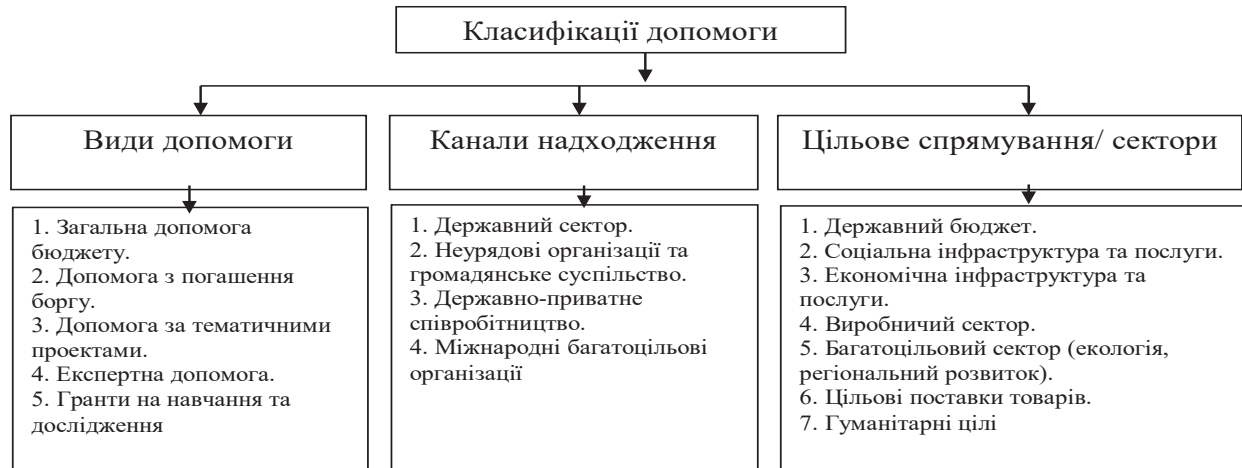 Класифікації допомоги
Види допомоги
1. Загальна допомога
бюджету.
2. Допомога з погашення
боргу.
3. Допомога за тематичними
проектами.
4. Експертна допомога.
5. Гранти на навчання та
дослідження
Канали надходження
1. Державний сектор.
2. Неурядові організації та
громадянське суспільство.
3. Державно-приватне
співробітництво.
4. Міжнародні багатоцільові
організації
Цільове спрямування/ сектори
1. Державний бюджет.
2. Соціальна інфраструктура та послуги.
3. Економічна інфраструктура та
послуги.
4. Виробничий сектор.
5. Багатоцільовий сектор (екологія,
регіональний розвиток).
6. Цільові поставки товарів.
7. Гуманітарні цілі